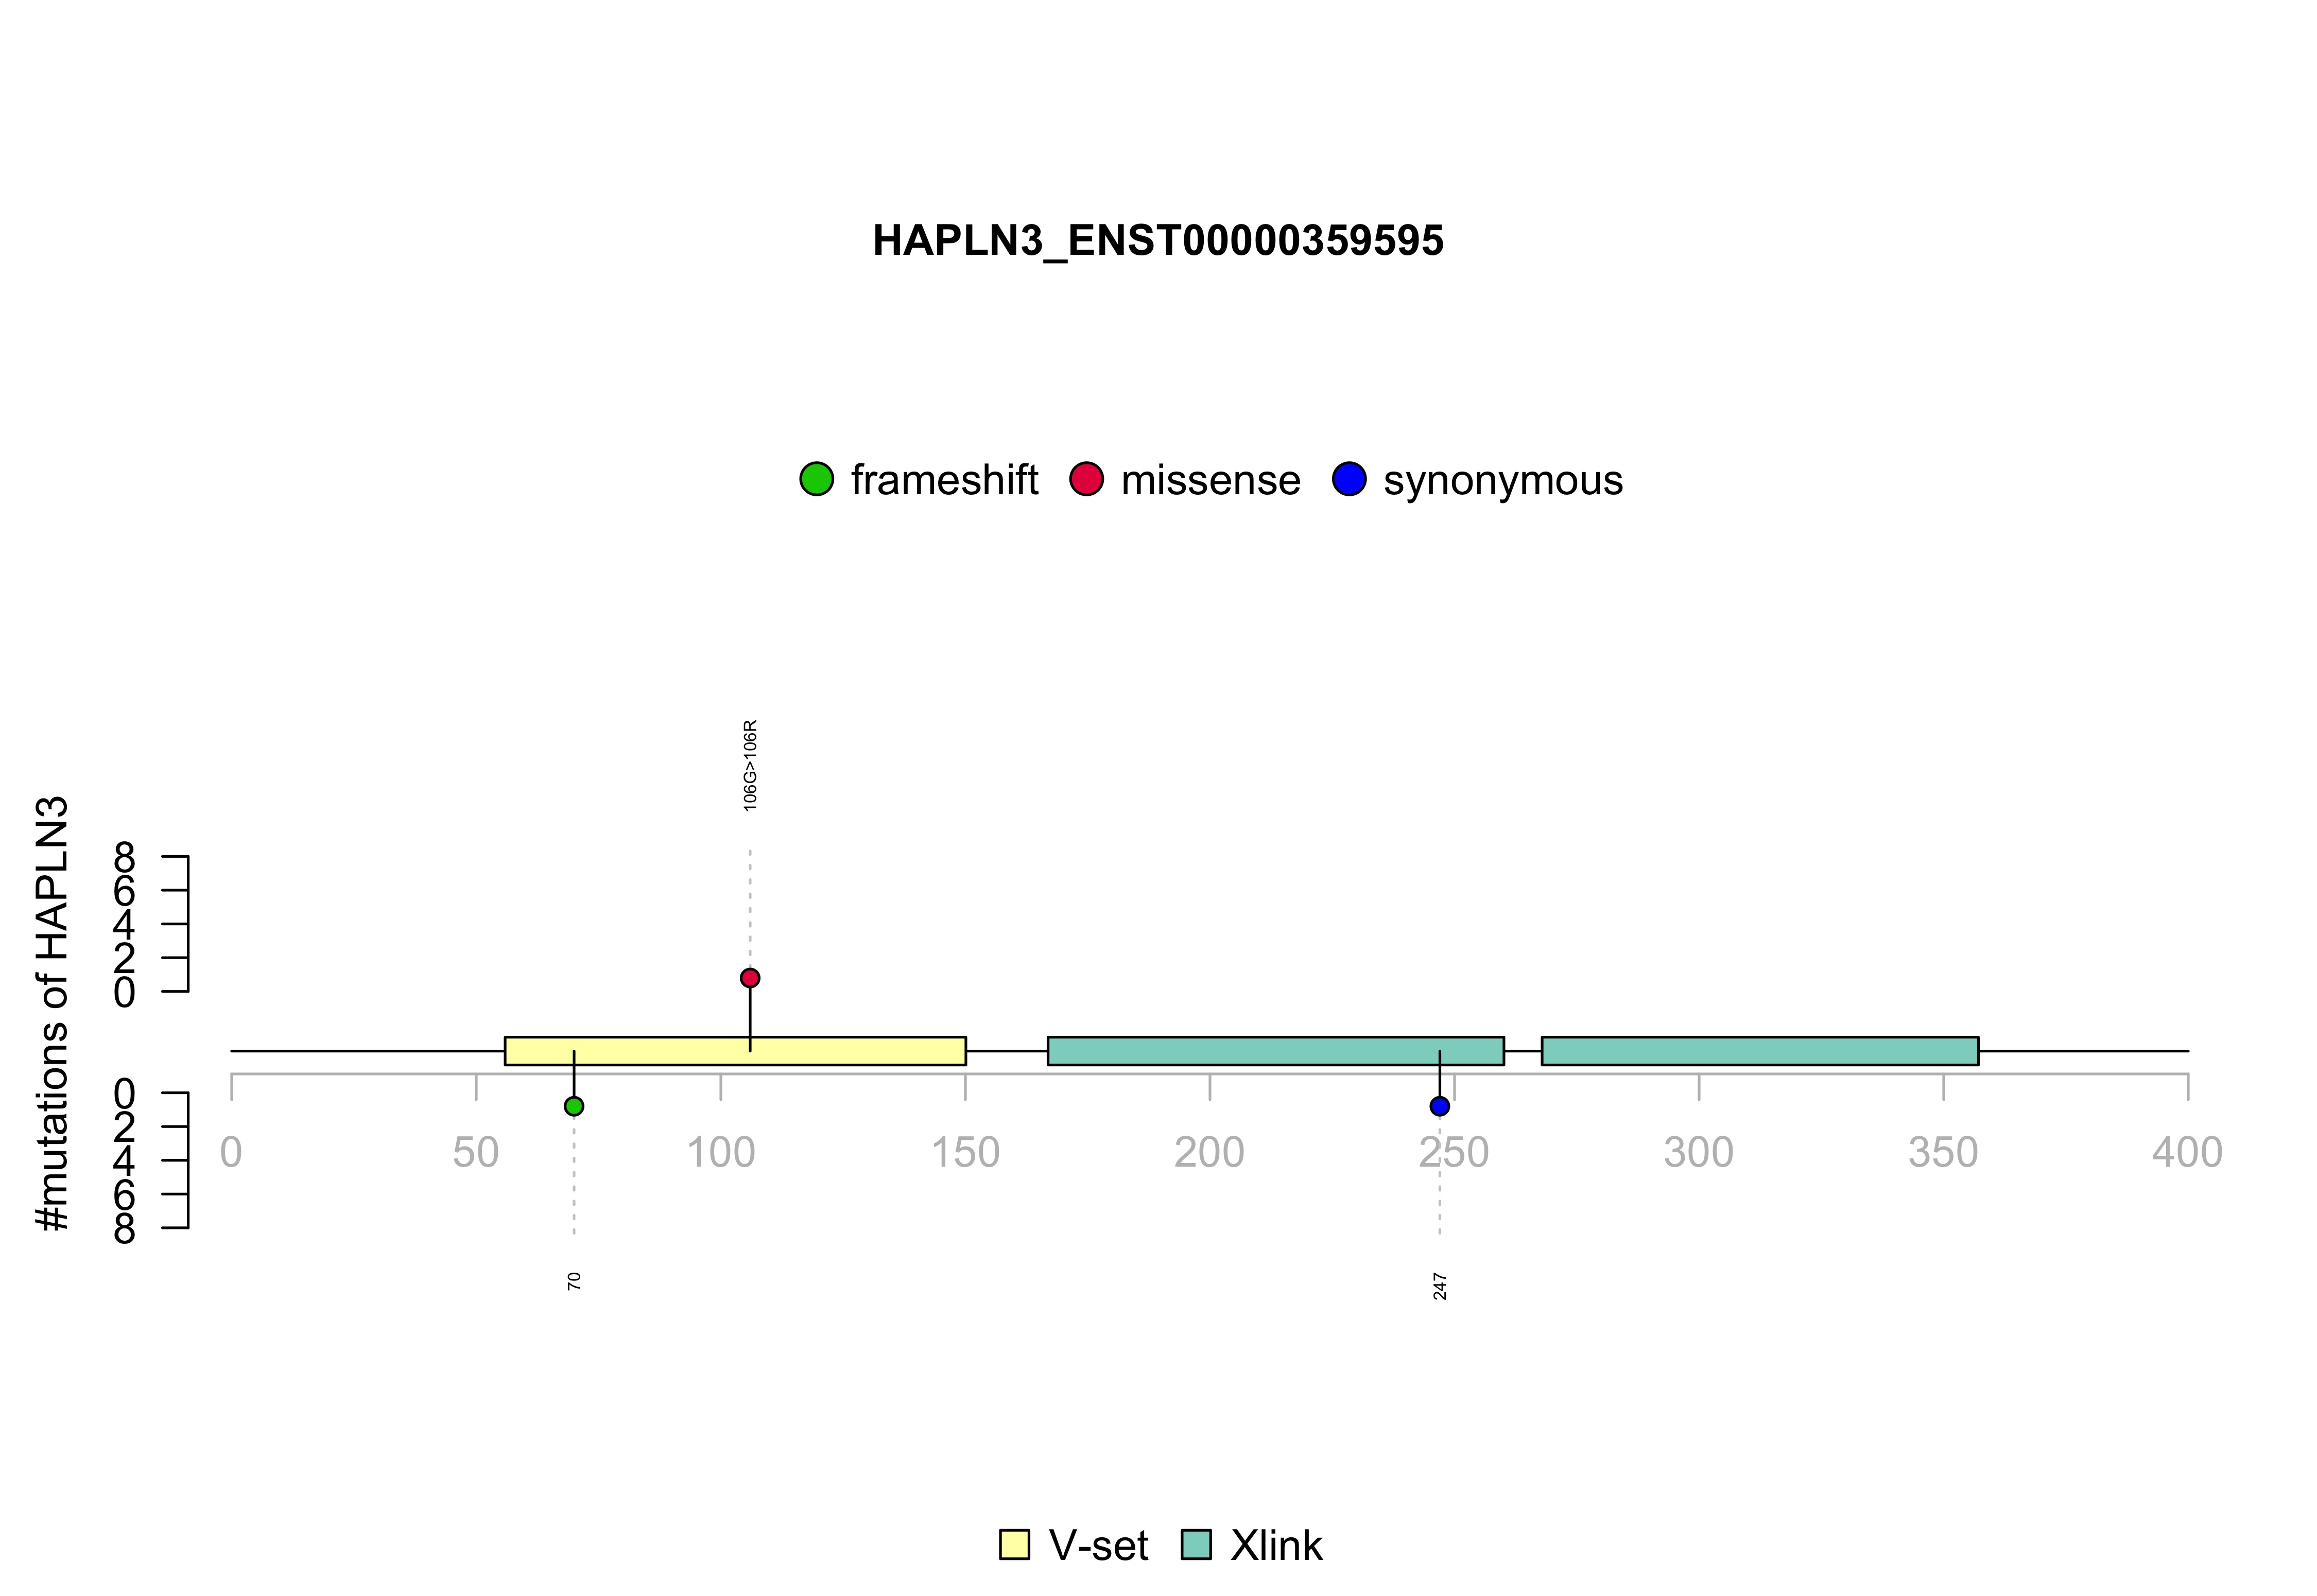 HAPLN3_ENST00000359595
frameshift missense synonymous
106G>106R
#mutations of HAPLN3
8
6
4
2
0
0
2
4
6
8
0 50 100 150 200 250 300 350 400
70
247
V-set Xlink